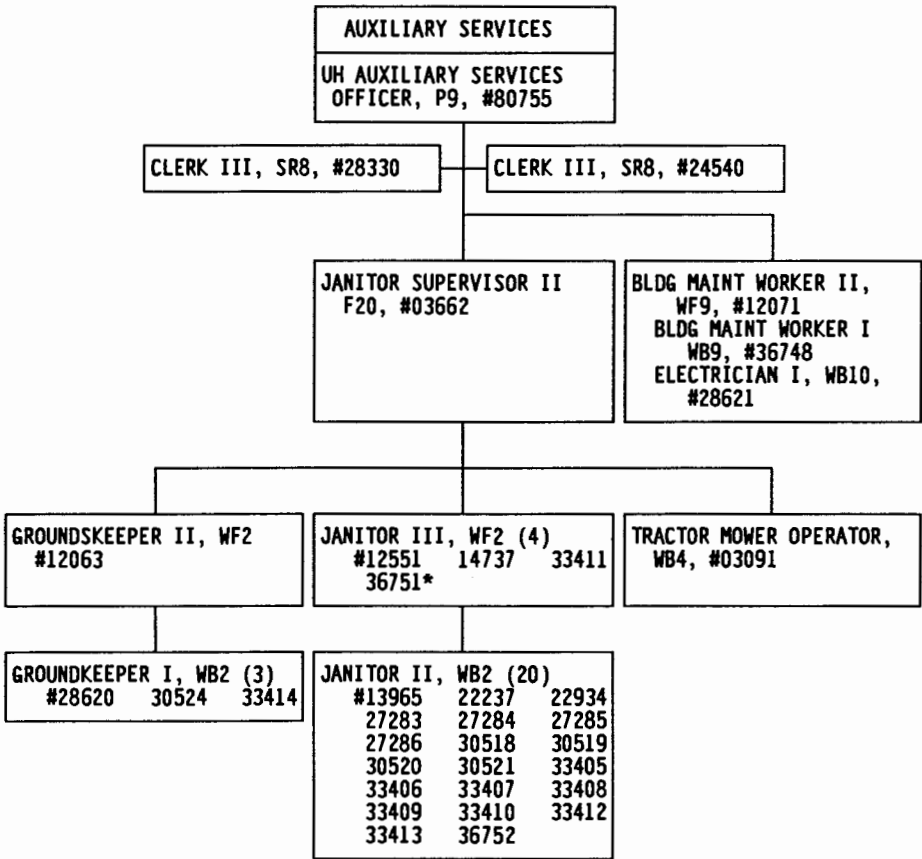 AUXILIARY SERVICES
UH AUXILIARY SERVICES
OFFICER, P9, #80755
CLERK III, SR8, #28330
CLERK III, SR8, #24540
JANITOR SUPERVISOR II
F20, #03662
BLDG MAINT WORKER II,
WF9, #12071
BLDG MAINT WORKER I
WB9, #36748
ELECTRICIAN I, WB10,
#28621
GROUNDSKEEPER II, WF2
#12063
JANITOR III, WF2 (4)
#12551 14737 33411
36751*
TRACTOR MOWER OPERATOR,
WB4, #03091
GROUNDKEEPER I, WB2 (3)
#28620 30524 33414
JANITOR II, WB2 (20)
#13965 22237 22934
27283 27284 27285
27286 30518 30519
30520 30521 33405
33406 33407 33408
33409 33410 33412
33413 36752